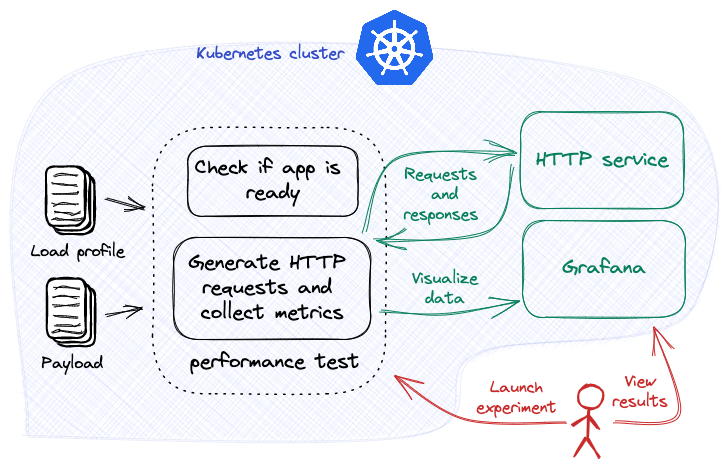 Kubernetes cluster
Check if app is
ready
Load profile
Generate HTTP
requests and
collect metrics
Payload
performance test
Requests
and
responses
HTTP service
Visualize
data
Grafana
Launch
experiment
View
results